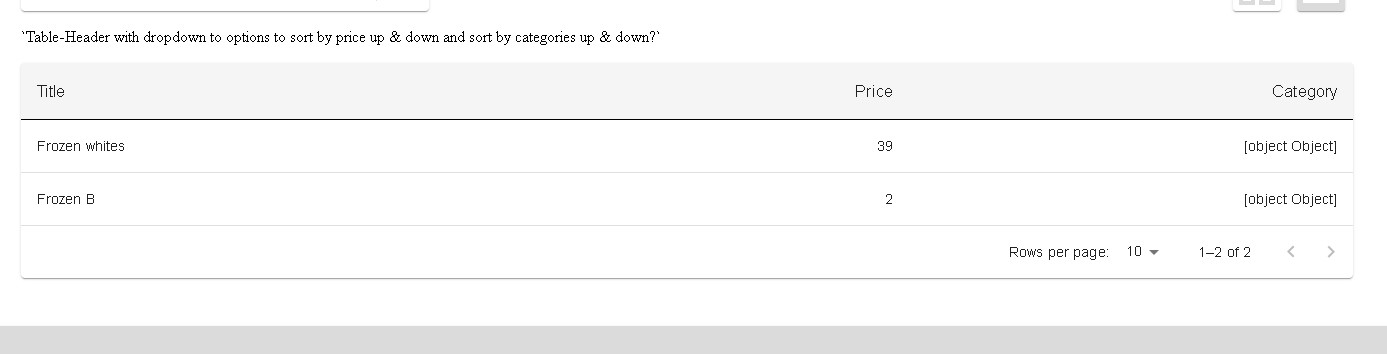 `Table-Header with dropdown to options to sort by price up & down and sort by categories up & down?`
Title Price Category
Frozen whites 39 [object Object]
Frozen B 2 [object Object]
Rows per page: 10 1–2 of 2